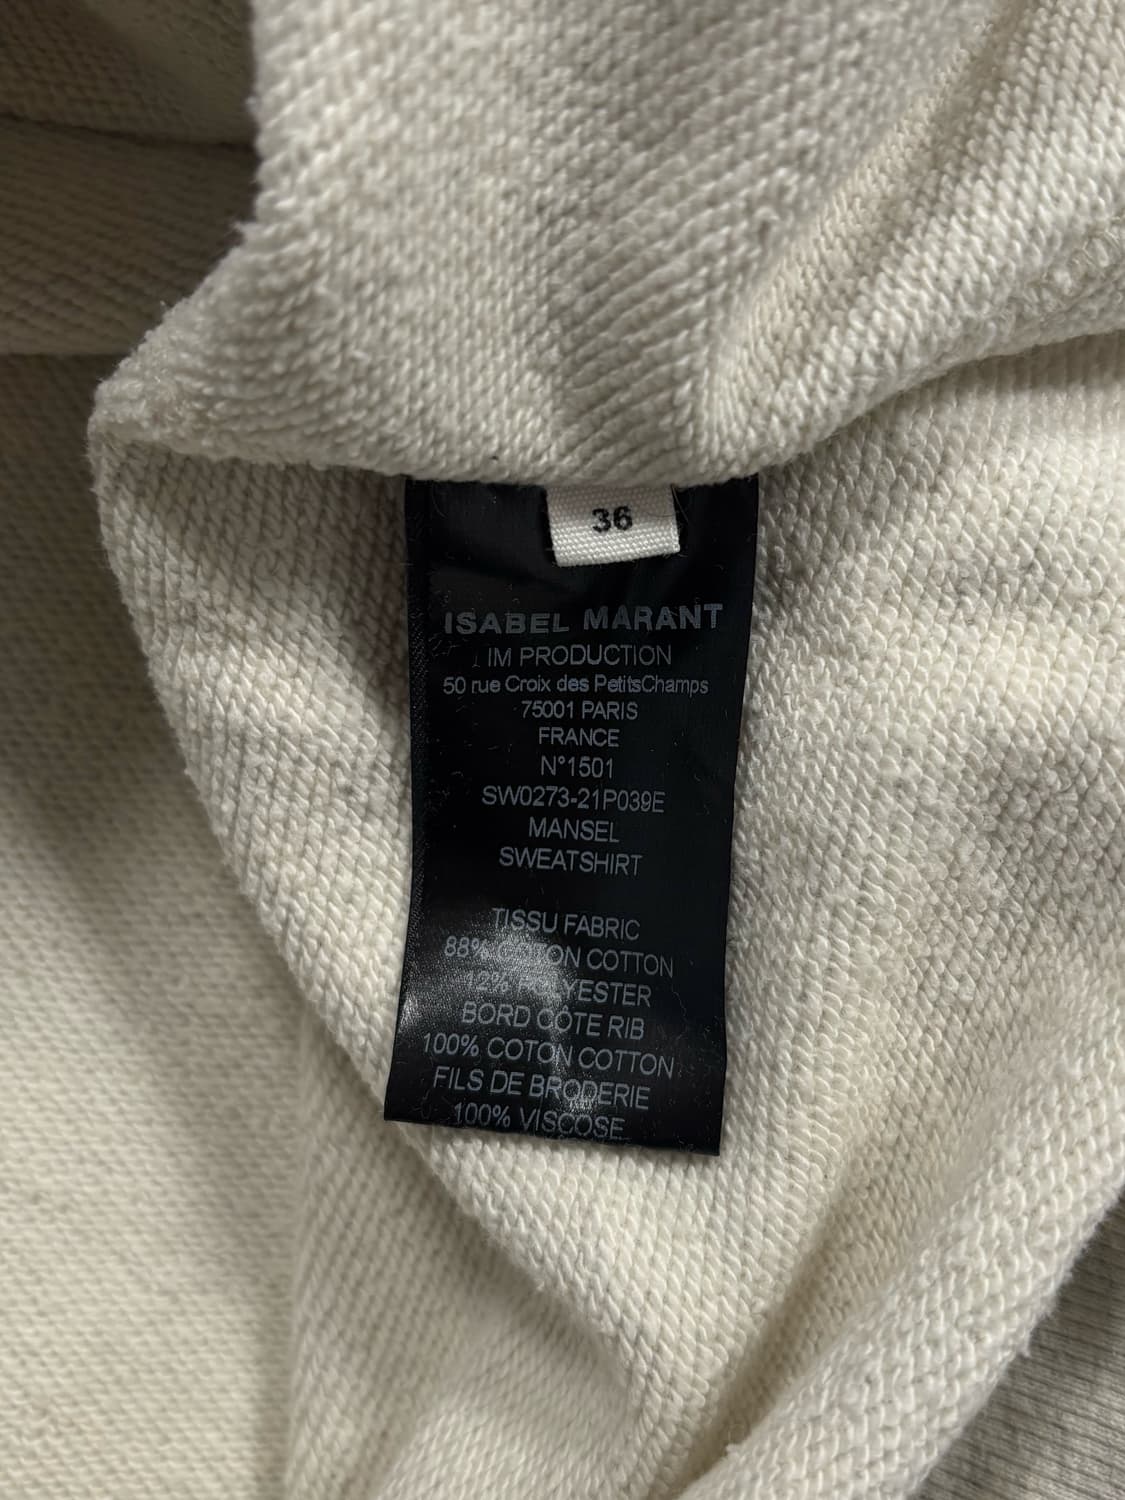 36
ISABEL MARANT
IM PRODUCTION
50 rue Croix des PetitsChamps
75001 PARIS
FRANCE
N°1501
SW0273-21P039E
MANSEL
SWEATSHIRT
TISSU FABRIC
88% COTON COTTON
12% POLYESTER
BORD CÔTE RIB
100% COTON COTTON
FILS DE BRODERIE
100% VISCOSE